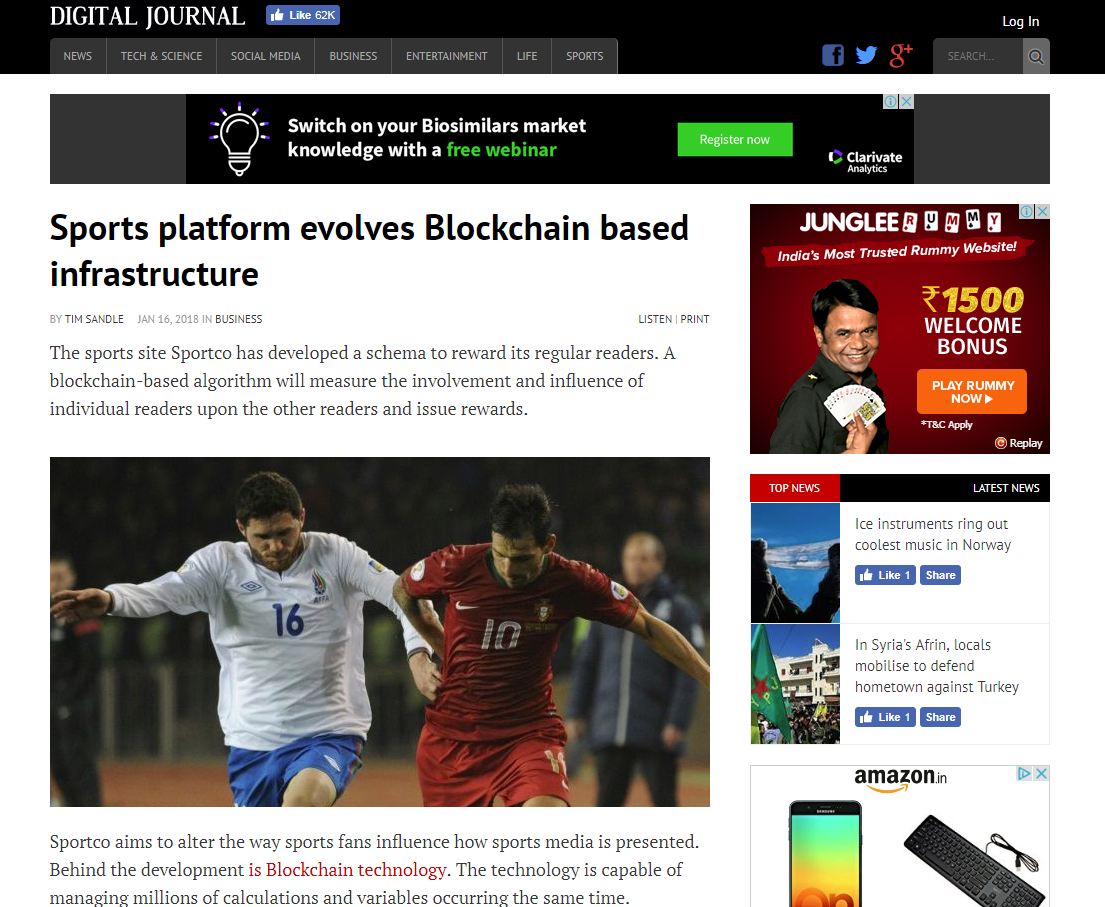 DIGITAL JOURNAL
Like 62K
Log In
NEWS
TECH & SCIENCE
SOCIAL MEDIA
BUSINESS
ENTERTAINMENT
LIFE
SPORTS
SEARCH...
Switch on your Biosimilars market
knowledge with a free webinar
Register now
Clarivate
Analytics
Sports platform evolves Blockchain based
infrastructure
BY TIM SANDLE JAN 16, 2018 IN BUSINESS
LISTEN | PRINT
The sports site Sportco has developed a schema to reward its regular readers. A
blockchain-based algorithm will measure the involvement and influence of
individual readers upon the other readers and issue rewards.
16
AFFA
10
Sportco aims to alter the way sports fans influence how sports media is presented.
Behind the development is Blockchain technology. The technology is capable of
managing millions of calculations and variables occurring the same time.
JUNGLEE RUMMY
India's Most Trusted Rummy Website!
₹1500
WELCOME
BONUS
PLAY RUMMY
NOW
*T&C Apply
Replay
TOP NEWS
LATEST NEWS
Ice instruments ring out
coolest music in Norway
Like 1
Share
In Syria's Afrin, locals
mobilise to defend
hometown against Turkey
Like 1
Share
amazon.in
SAMSUNG